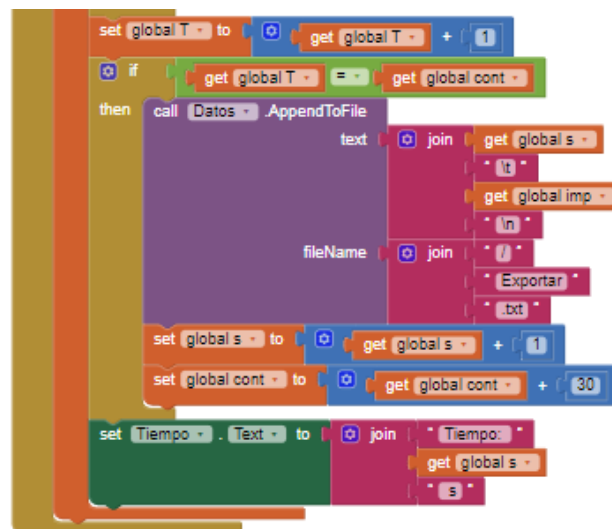 set global T to get global T + 1
if get global T = get global cont
then call Datos .AppendToFile
text join get global s
" \t "
get global imp
" \n "
fileName join " / "
" Exportar "
" .txt "
set global s to get global s + 1
set global cont to get global cont + 30
set Tiempo . Text to join " Tiempo: "
get global s
" s "